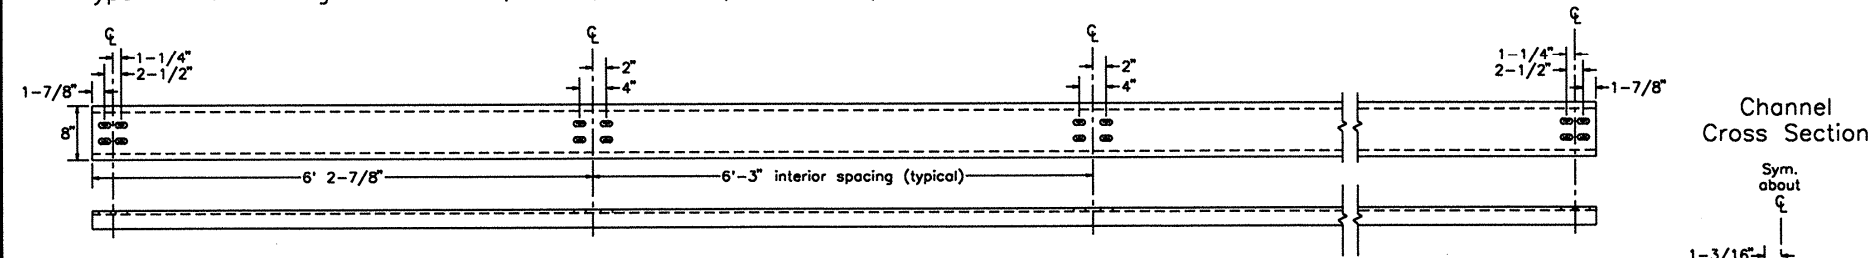 ℄ ℄ ℄ ℄
1-1/4" 2" 2" 1-1/4"
2-1/2" 4" 4" 2-1/2"
1-7/8" 1-7/8"
8"
Channel
Cross Section
6' 2-7/8" 6'-3" interior spacing (typical)
Sym.
about
℄
1-3/16"